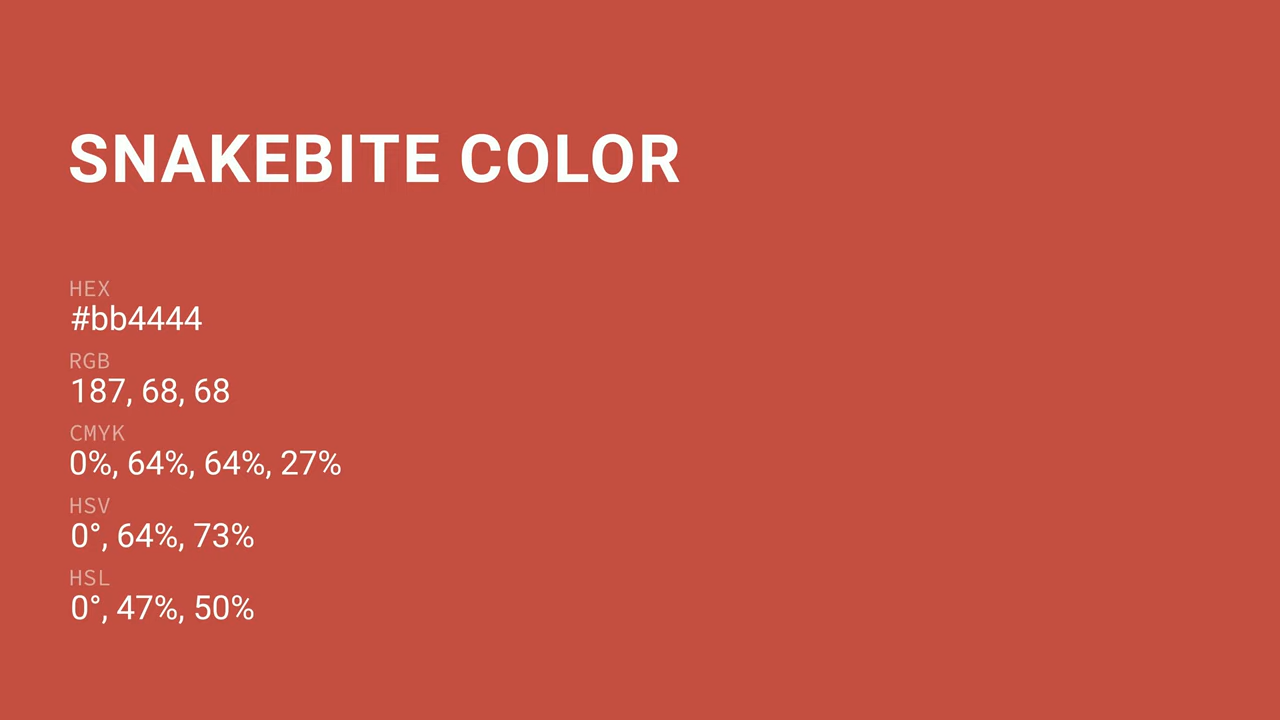 SNAKEBITE COLOR
HEX
#bb4444
RGB
187, 68, 68
CMYK
0%, 64%, 64%, 27%
HSV
0°, 64%, 73%
HSL
0°, 47%, 50%